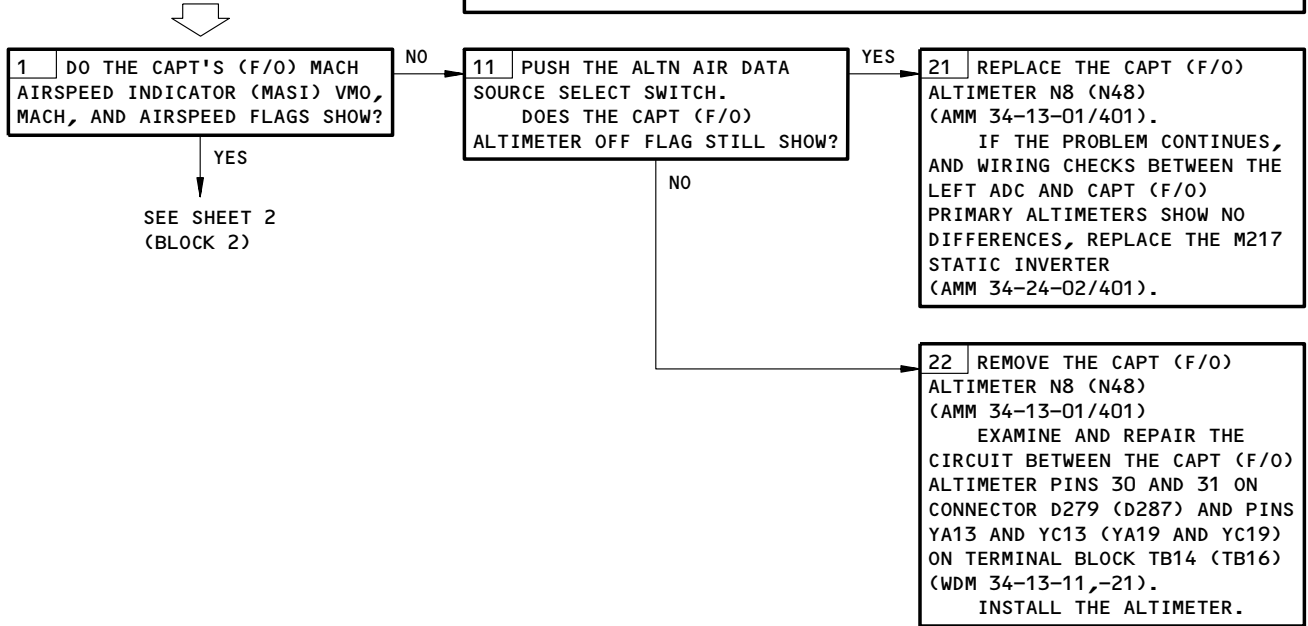 1 DO THE CAPT'S (F/O) MACH
AIRSPEED INDICATOR (MASI) VMO,
MACH, AND AIRSPEED FLAGS SHOW?
NO
YES
SEE SHEET 2
(BLOCK 2)
11 PUSH THE ALTN AIR DATA
SOURCE SELECT SWITCH.
DOES THE CAPT (F/O)
ALTIMETER OFF FLAG STILL SHOW?
YES
NO
21 REPLACE THE CAPT (F/O)
ALTIMETER N8 (N48)
(AMM 34-13-01/401).
IF THE PROBLEM CONTINUES,
AND WIRING CHECKS BETWEEN THE
LEFT ADC AND CAPT (F/O)
PRIMARY ALTIMETERS SHOW NO
DIFFERENCES, REPLACE THE M217
STATIC INVERTER
(AMM 34-24-02/401).
22 REMOVE THE CAPT (F/O)
ALTIMETER N8 (N48)
(AMM 34-13-01/401)
EXAMINE AND REPAIR THE
CIRCUIT BETWEEN THE CAPT (F/O)
ALTIMETER PINS 30 AND 31 ON
CONNECTOR D279 (D287) AND PINS
YA13 AND YC13 (YA19 AND YC19)
ON TERMINAL BLOCK TB14 (TB16)
(WDM 34-13-11,-21).
INSTALL THE ALTIMETER.